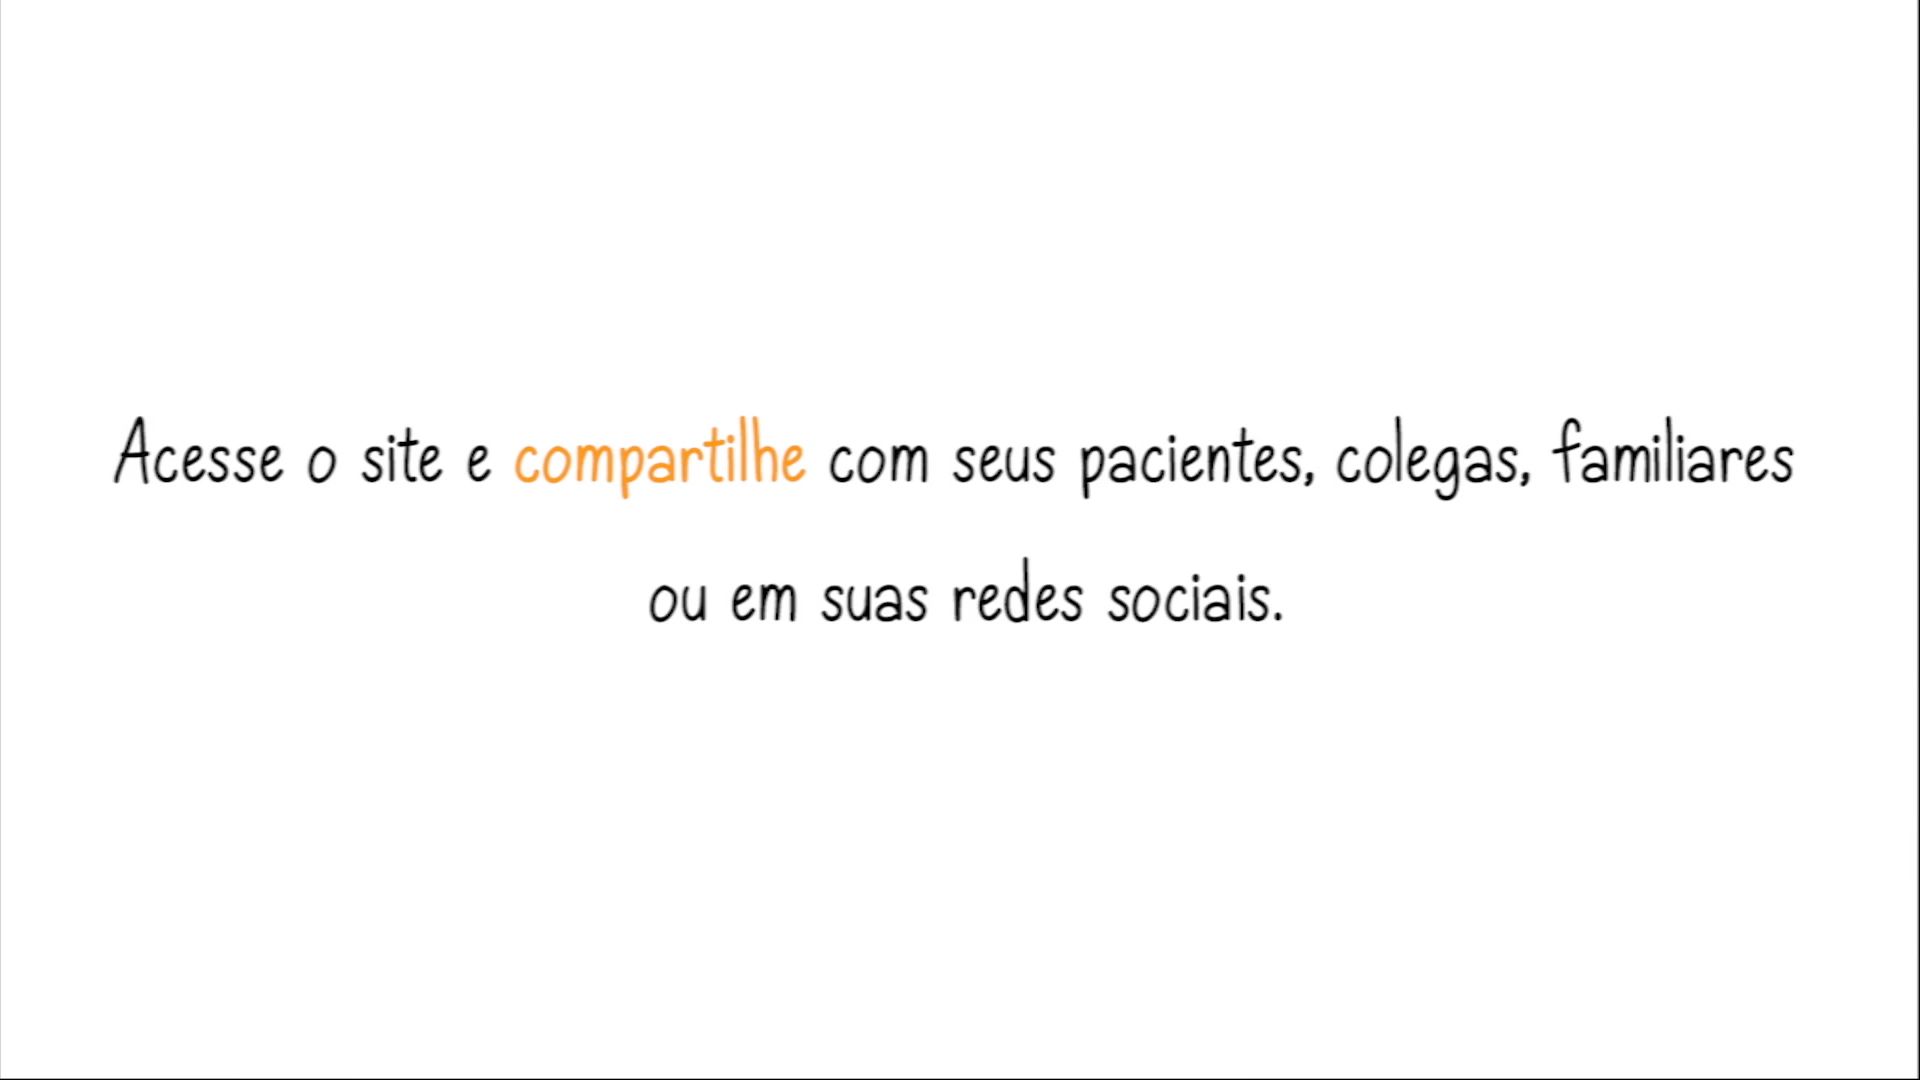 Acesse o site e compartilhe com seus pacientes, colegas, familiares
ou em suas redes sociais.